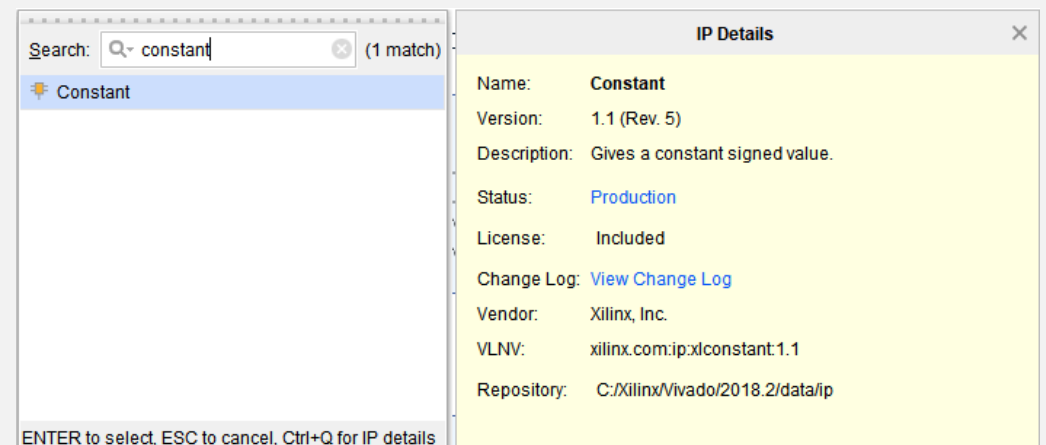 Search: constant (1 match)
Constant
ENTER to select, ESC to cancel, Ctrl+Q for IP details
IP Details
Name: Constant
Version: 1.1 (Rev. 5)
Description: Gives a constant signed value.
Status: Production
License: Included
Change Log: View Change Log
Vendor: Xilinx, Inc.
VLNV: xilinx.com:ip:xlconstant:1.1
Repository: C:/Xilinx/Vivado/2018.2/data/ip